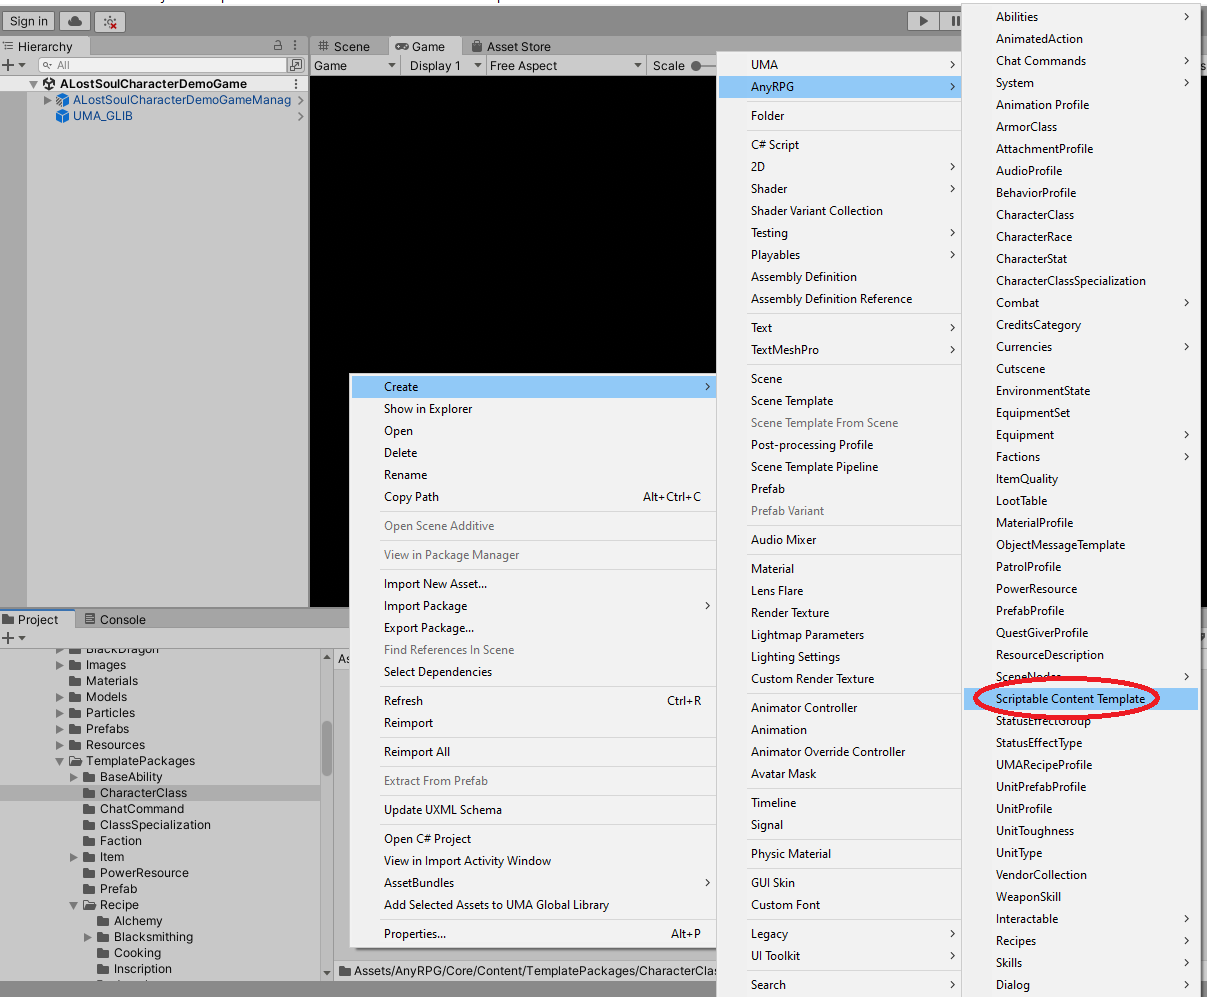 Sign in
Hierarchy
All
ALostSoulCharacterDemoGame
ALostSoulCharacterDemoGameManag
UMA_GLIB
Scene
Game
Asset Store
Game
Display 1
Free Aspect
Scale
Create
Show in Explorer
Open
Delete
Rename
Copy Path Alt+Ctrl+C
Open Scene Additive
View in Package Manager
Import New Asset...
Import Package
Export Package...
Find References In Scene
Select Dependencies
Refresh Ctrl+R
Reimport
Reimport All
Extract From Prefab
Update UXML Schema
Open C# Project
View in Import Activity Window
AssetBundles
Add Selected Assets to UMA Global Library
Properties... Alt+P
UMA
AnyRPG
Folder
C# Script
2D
Shader
Shader Variant Collection
Testing
Playables
Assembly Definition
Assembly Definition Reference
Text
TextMeshPro
Scene
Scene Template
Scene Template From Scene
Post-processing Profile
Scene Template Pipeline
Prefab
Prefab Variant
Audio Mixer
Material
Lens Flare
Render Texture
Lightmap Parameters
Lighting Settings
Custom Render Texture
Animator Controller
Animation
Animator Override Controller
Avatar Mask
Timeline
Signal
Physic Material
GUI Skin
Custom Font
Legacy
UI Toolkit
Search
Abilities
AnimatedAction
Chat Commands
System
Animation Profile
ArmorClass
AttachmentProfile
AudioProfile
BehaviorProfile
CharacterClass
CharacterRace
CharacterStat
CharacterClassSpecialization
Combat
CreditsCategory
Currencies
Cutscene
EnvironmentState
EquipmentSet
Equipment
Factions
ItemQuality
LootTable
MaterialProfile
ObjectMessageTemplate
PatrolProfile
PowerResource
PrefabProfile
QuestGiverProfile
ResourceDescription
SceneNodes
Scriptable Content Template
StatusEffectGroup
StatusEffectType
UMARecipeProfile
UnitPrefabProfile
UnitProfile
UnitToughness
UnitType
VendorCollection
WeaponSkill
Interactable
Recipes
Skills
Dialog
Project
Console
BlackDragon
Images
Materials
Models
Particles
Prefabs
Resources
TemplatePackages
BaseAbility
CharacterClass
ChatCommand
ClassSpecialization
Faction
Item
PowerResource
Prefab
Recipe
Alchemy
Blacksmithing
Cooking
Inscription
As
Assets/AnyRPG/Core/Content/TemplatePackages/CharacterClas